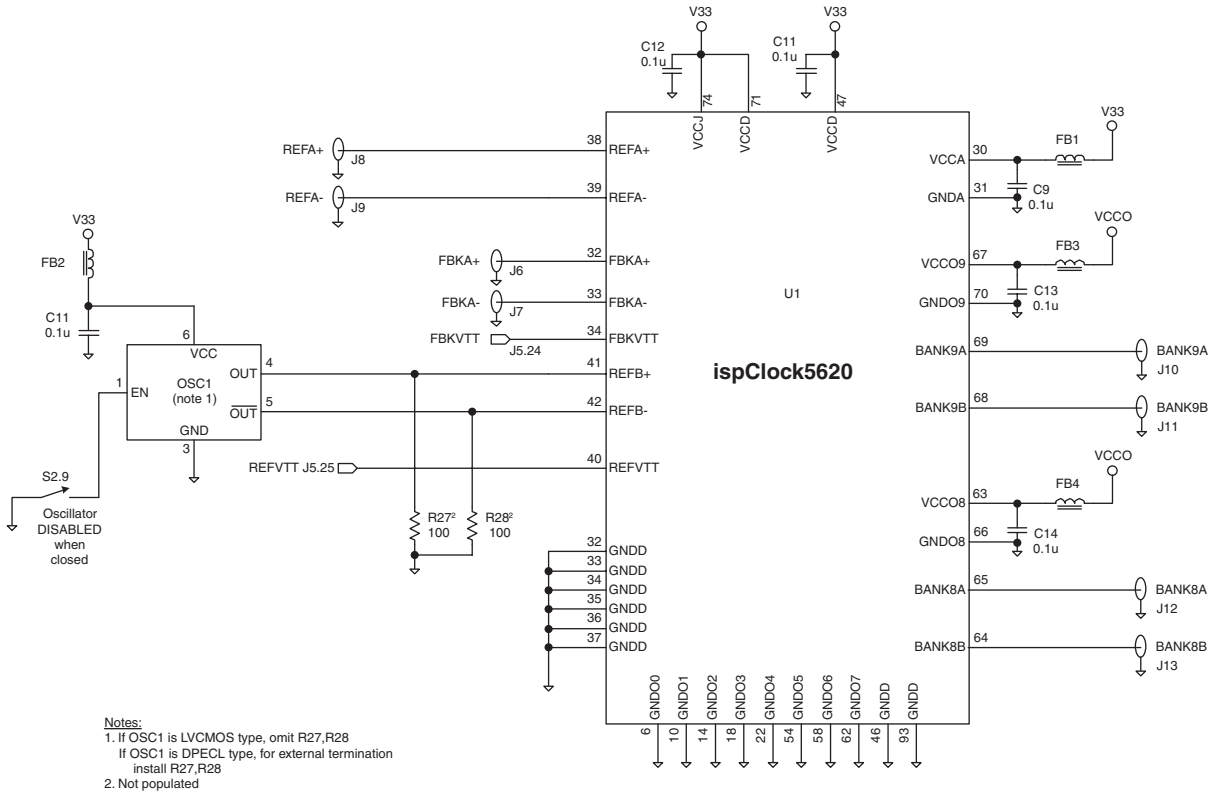 V33
V33
C12
0.1u
C11
0.1u
74
71
47
VCCJ
VCCD
VCCD
V33
REFA+
J8
38
REFA+
VCCA
30
FB1
REFA-
J9
39
REFA-
GNDA
31
C9
0.1u
V33
FB2
VCCO
FBKA+
J6
32
FBKA+
VCCO9
67
FB3
FBKA-
J7
33
FBKA-
U1
GNDO9
70
C13
0.1u
C11
0.1u
FBKVTT
J5.24
34
FBKVTT
6
VCC
1
EN
OSC1
(note 1)
OUT
4
OUT
5
GND
3
41
REFB+
42
REFB-
ispClock5620
BANK9A
69
BANK9A
J10
BANK9B
68
BANK9B
J11
REFVTT J5.25
40
REFVTT
VCCO
S2.9
Oscillator
DISABLED
when
closed
R27²
100
R28²
100
VCCO8
63
FB4
GNDO8
66
C14
0.1u
32
GNDD
33
GNDD
34
GNDD
35
GNDD
36
GNDD
37
GNDD
BANK8A
65
BANK8A
J12
BANK8B
64
BANK8B
J13
GNDO0
GNDO1
GNDO2
GNDO3
GNDO4
GNDO5
GNDO6
GNDO7
GNDD
GNDD
6
10
14
18
22
54
58
62
46
93
Notes:
1. If OSC1 is LVCMOS type, omit R27,R28
If OSC1 is DPECL type, for external termination
install R27,R28
2. Not populated